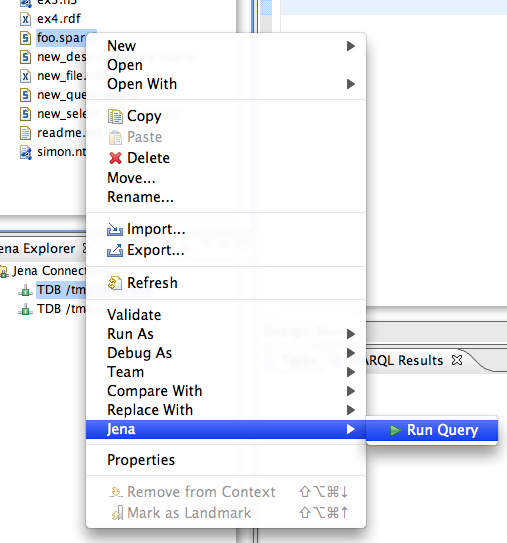 ex4.rdf
foo.spar
new_des
new_file.
new_que
new_sele
readme.
simon.nt
New
Open
Open With
Copy
Paste
Delete
Move...
Rename...
Import...
Export...
Refresh
Validate
Run As
Debug As
Team
Compare With
Replace With
Jena
Run Query
Properties
Remove from Context ⇧⌥⌘↓
Mark as Landmark ⇧⌥⌘↑
ena Explorer
Jena Connect
TDB /tm
TDB /tm
ARQL Results